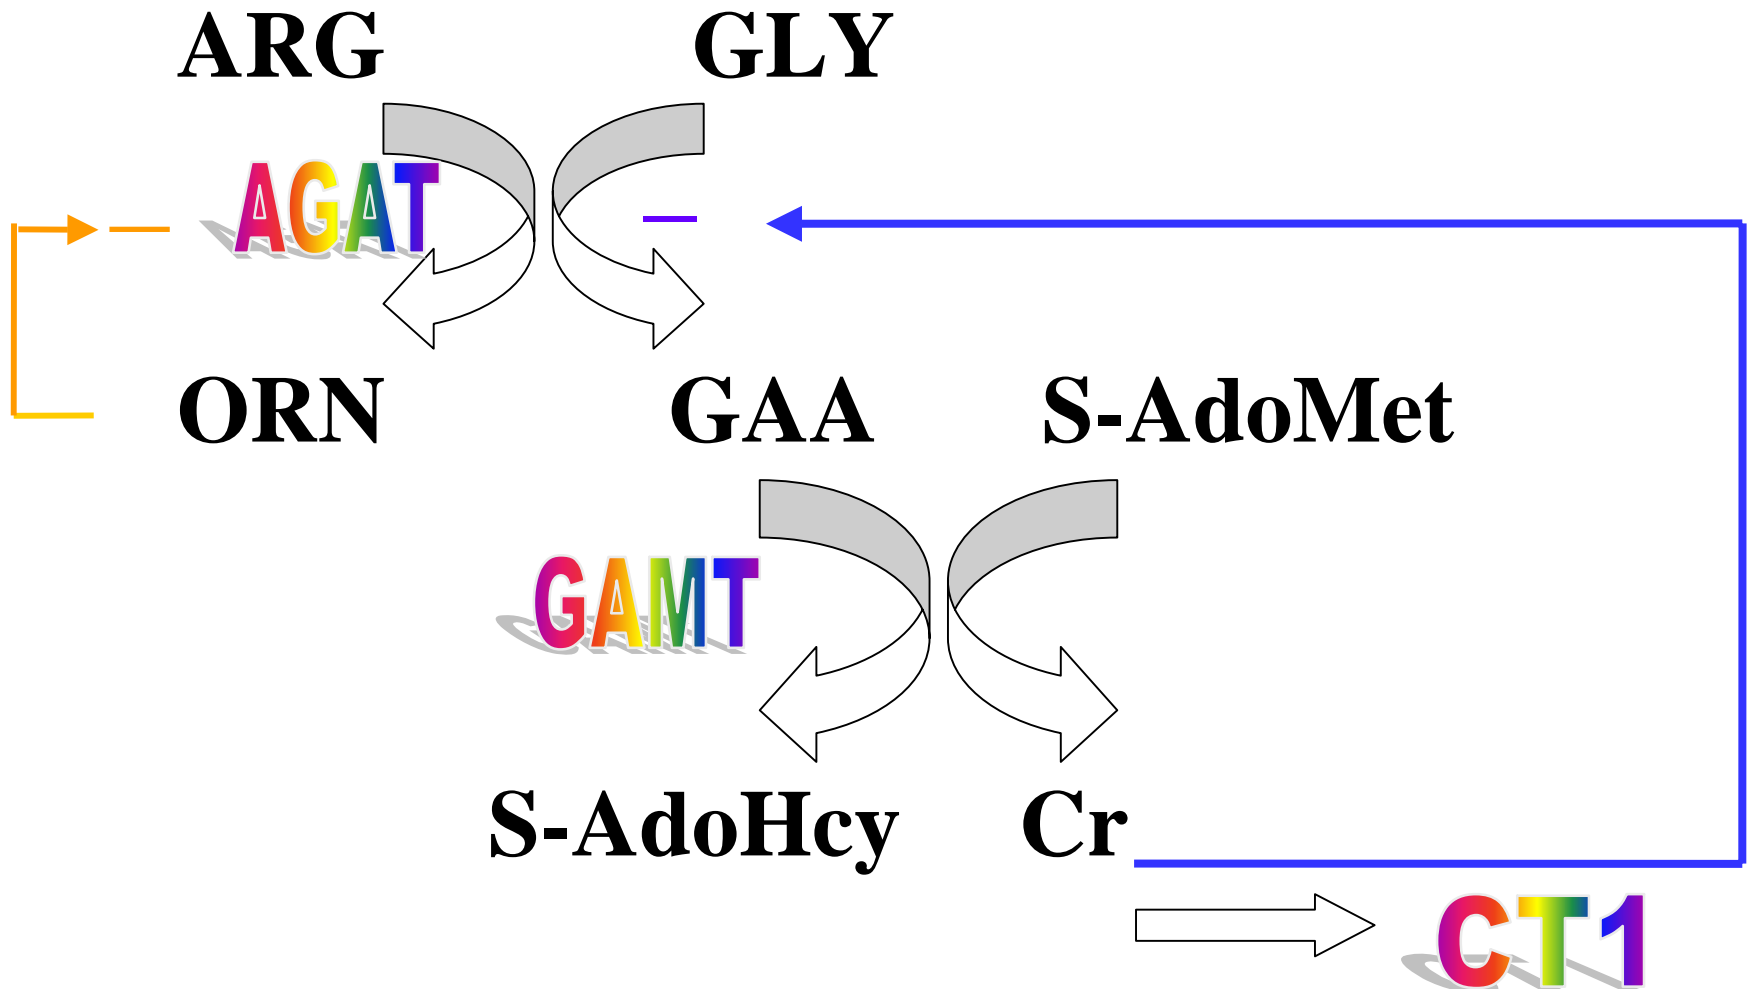 ARG GLY
AGAT
ORN GAA S-AdoMet
GAMT
S-AdoHcy Cr
CT1